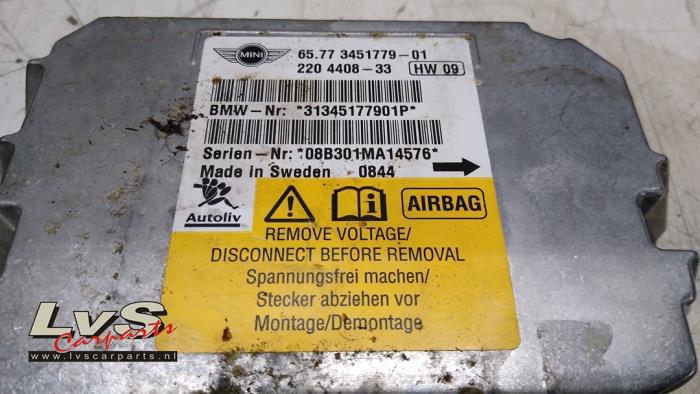 MINI
65.77 3451779-01
220 4408-33 HW 09
BMW-Nr: *31345177901P*
Serien-Nr: *08B301MA14576*
Made in Sweden 0844
Autoliv
AIRBAG
REMOVE VOLTAGE/
DISCONNECT BEFORE REMOVAL
Spannungsfrei machen/
Stecker abziehen vor
Montage/Demontage
LvS
Carparts
www.lvscarparts.nl